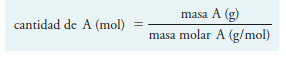 cantidad de A (mol) = masa A (g) / masa molar A (g/mol)